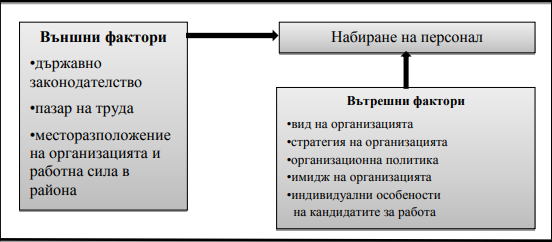 Външни фактори
•държавно
законодателство
•пазар на труда
•месторазположение
на организацията и
работна сила в
района
Набиране на персонал
Вътрешни фактори
•вид на организацията
•стратегия на организацията
•организационна политика
•имидж на организацията
•индивидуални особености
на кандидатите за работа